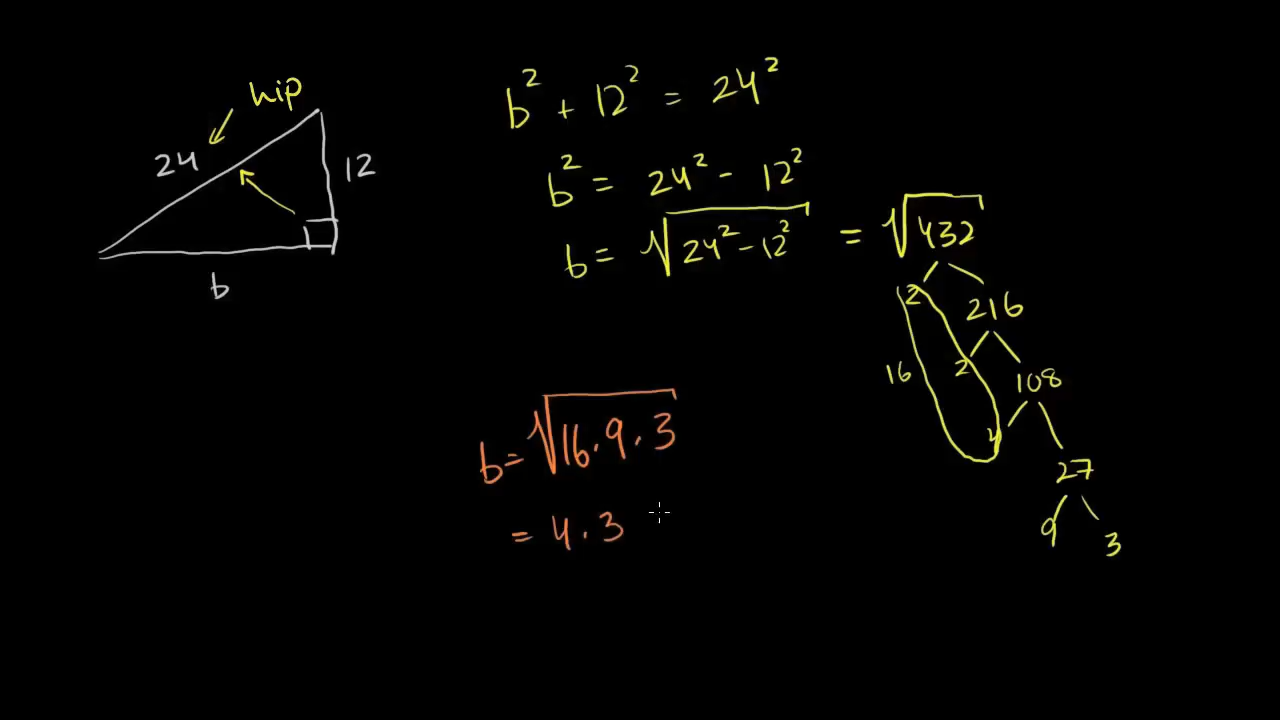 hip
24
12
b
b² + 12² = 24²
b² = 24² - 12²
b = √(24² - 12²) = √432
2 216
16 2 108
4 27
9 3
b = √(16 · 9 · 3)
= 4 · 3